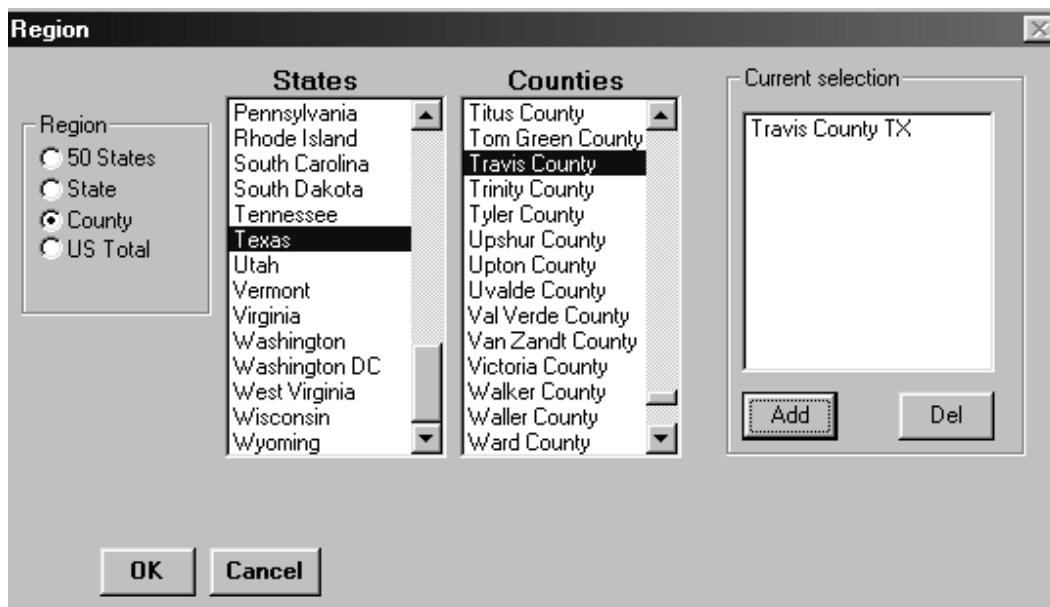 Region
Region
50 States
State
County
US Total
States
Pennsylvania
Rhode Island
South Carolina
South Dakota
Tennessee
Texas
Utah
Vermont
Virginia
Washington
Washington DC
West Virginia
Wisconsin
Wyoming
Counties
Titus County
Tom Green County
Travis County
Trinity County
Tyler County
Upshur County
Upton County
Uvalde County
Val Verde County
Van Zandt County
Victoria County
Walker County
Waller County
Ward County
Current selection
Travis County TX
Add
Del
OK
Cancel